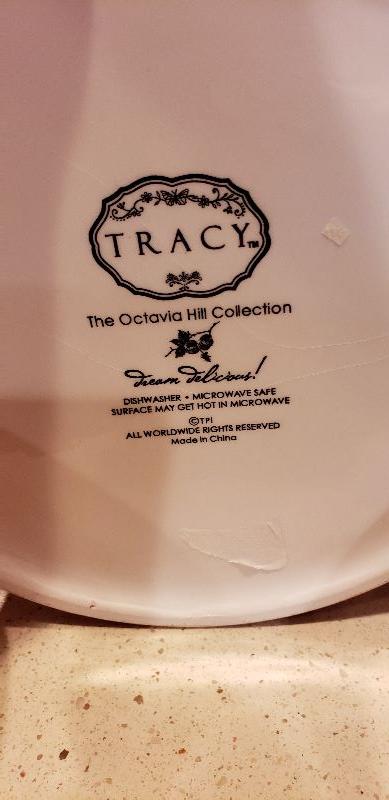 TRACY™
The Octavia Hill Collection
dream delicious!
DISHWASHER • MICROWAVE SAFE
SURFACE MAY GET HOT IN MICROWAVE
©TPI
ALL WORLDWIDE RIGHTS RESERVED
Made in China